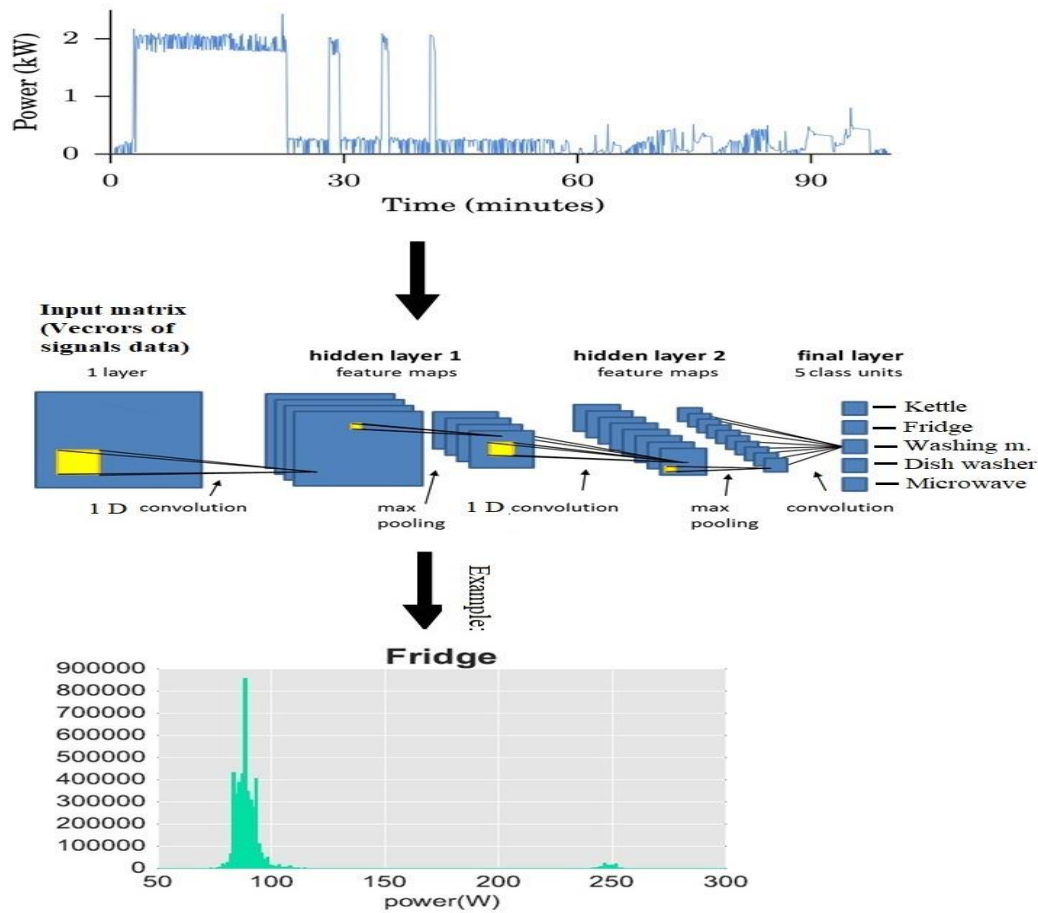 Power (kW)
2
1
0
0 30 60 90
Time (minutes)
Input matrix
(Vecrors of
signals data)
1 layer
hidden layer 1
feature maps
hidden layer 2
feature maps
final layer
5 class units
Kettle
Fridge
Washing m.
Dish washer
Microwave
1 D convolution
max
pooling
1 D convolution
max
pooling
convolution
Example:
Fridge
900000
800000
700000
600000
500000
400000
300000
200000
100000
0
50 100 150 200 250 300
power(W)